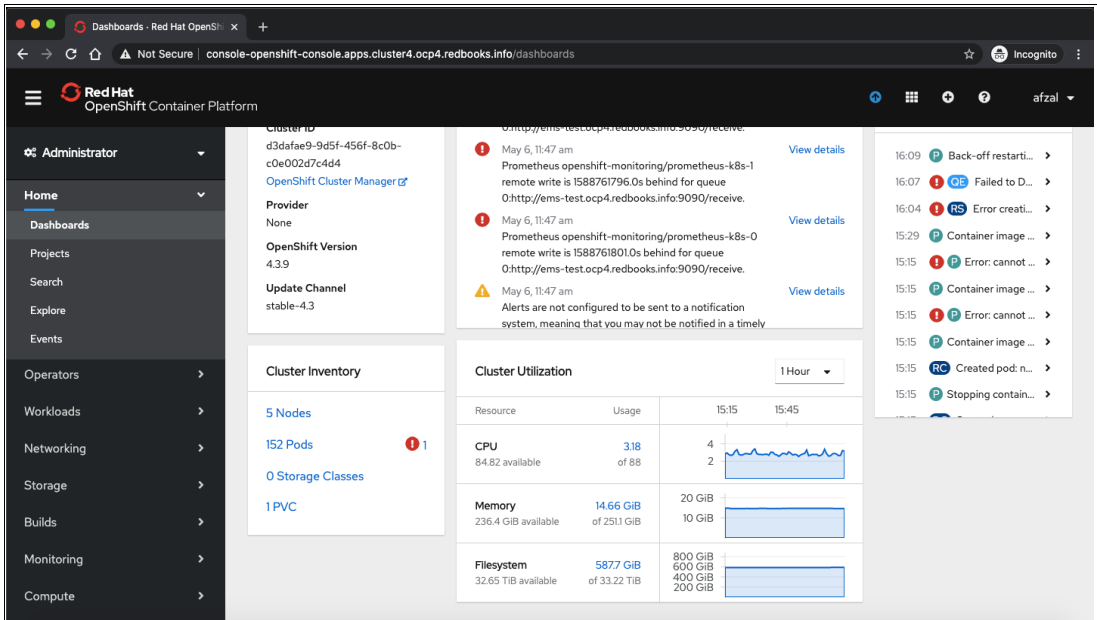 Dashboards · Red Hat OpenShi
Not Secure
console-openshift-console.apps.cluster4.ocp4.redbooks.info/dashboards
Incognito
Red Hat
OpenShift Container Platform
afzal
Administrator
Home
Dashboards
Projects
Search
Explore
Events
Operators
Workloads
Networking
Storage
Builds
Monitoring
Compute
Cluster ID
d3dafae9-9d5f-456f-8c0b-
c0e002d7c4d4
OpenShift Cluster Manager
Provider
None
OpenShift Version
4.3.9
Update Channel
stable-4.3
Cluster Inventory
5 Nodes
152 Pods
1
0 Storage Classes
1 PVC
0:http://ems-test.ocp4.redbooks.info:9090/receive.
May 6, 11:47 am
View details
Prometheus openshift-monitoring/prometheus-k8s-1
remote write is 1588761796.0s behind for queue
0:http://ems-test.ocp4.redbooks.info:9090/receive.
May 6, 11:47 am
View details
Prometheus openshift-monitoring/prometheus-k8s-0
remote write is 1588761801.0s behind for queue
0:http://ems-test.ocp4.redbooks.info:9090/receive.
May 6, 11:47 am
View details
Alerts are not configured to be sent to a notification
system, meaning that you may not be notified in a timely
Cluster Utilization
1 Hour
Resource
Usage
15:15
15:45
CPU
3.18
84.82 available
of 88
4
2
Memory
14.66 GiB
236.4 GiB available
of 251.1 GiB
20 GiB
10 GiB
Filesystem
587.7 GiB
32.65 TiB available
of 33.22 TiB
800 GiB
600 GiB
400 GiB
200 GiB
16:09 P Back-off restarti...
16:07 QE Failed to D...
16:04 RS Error creati...
15:29 P Container image ...
15:15 P Error: cannot ...
15:15 P Container image ...
15:15 P Error: cannot ...
15:15 P Container image ...
15:15 RC Created pod: n...
15:15 P Stopping contain...